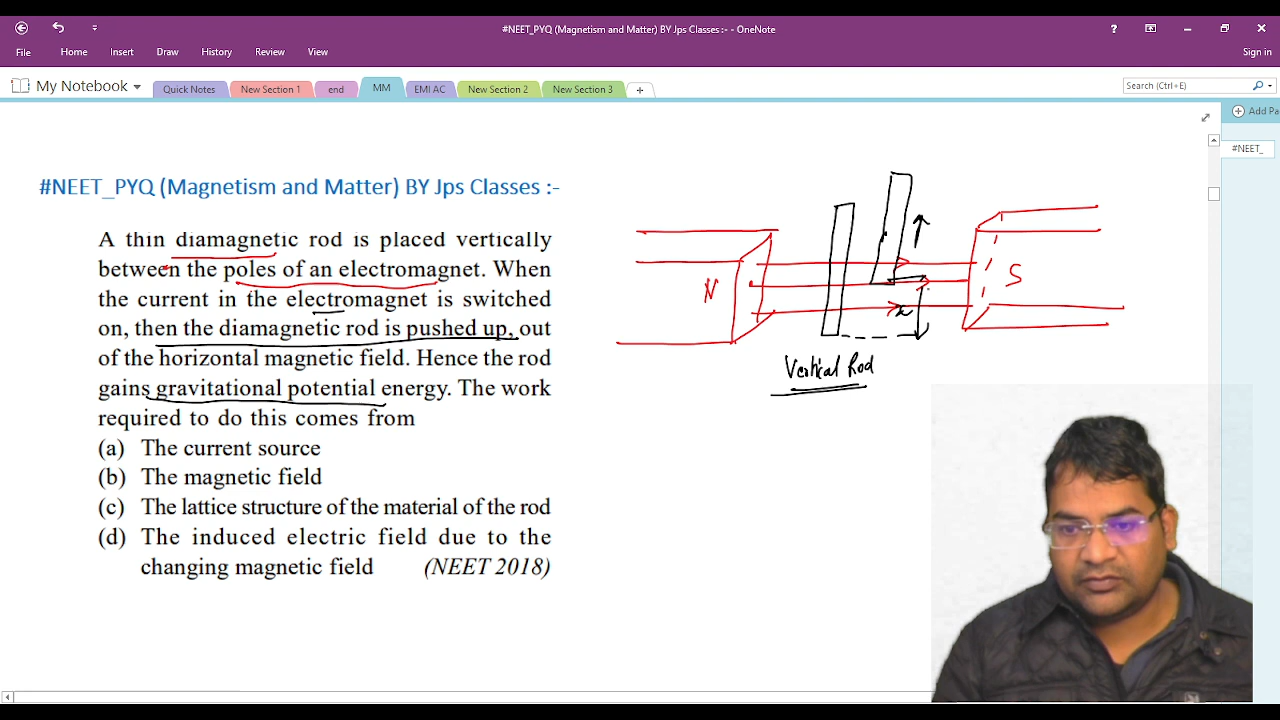 #NEET_PYQ (Magnetism and Matter) BY Jps Classes :- - OneNote
?
File Home Insert Draw History Review View
Sign in
My Notebook
Quick Notes New Section 1 end MM EMI AC New Section 2 New Section 3 +
Search (Ctrl+E)
Add Pa
#NEET_
#NEET_PYQ (Magnetism and Matter) BY Jps Classes :-
A thin diamagnetic rod is placed vertically
between the poles of an electromagnet. When
the current in the electromagnet is switched
on, then the diamagnetic rod is pushed up, out
of the horizontal magnetic field. Hence the rod
gains gravitational potential energy. The work
required to do this comes from
(a) The current source
(b) The magnetic field
(c) The lattice structure of the material of the rod
(d) The induced electric field due to the
changing magnetic field (NEET 2018)
N
S
x
Vertical Rod